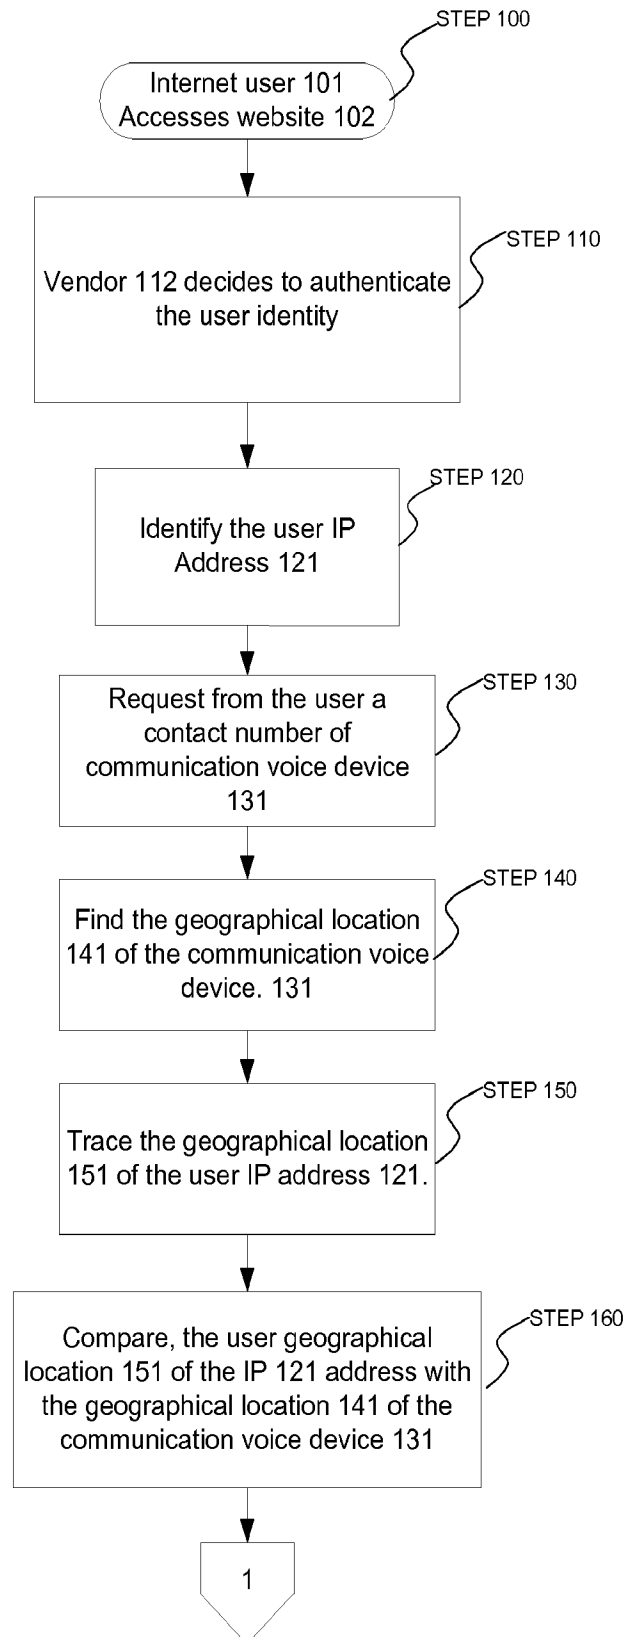 STEP 100
Internet user 101
Accesses website 102
STEP 110
Vendor 112 decides to authenticate
the user identity
STEP 120
Identify the user IP
Address 121
STEP 130
Request from the user a
contact number of
communication voice device
131
STEP 140
Find the geographical location
141 of the communication voice
device. 131
STEP 150
Trace the geographical location
151 of the user IP address 121.
STEP 160
Compare, the user geographical
location 151 of the IP 121 address with
the geographical location 141 of the
communication voice device 131
1